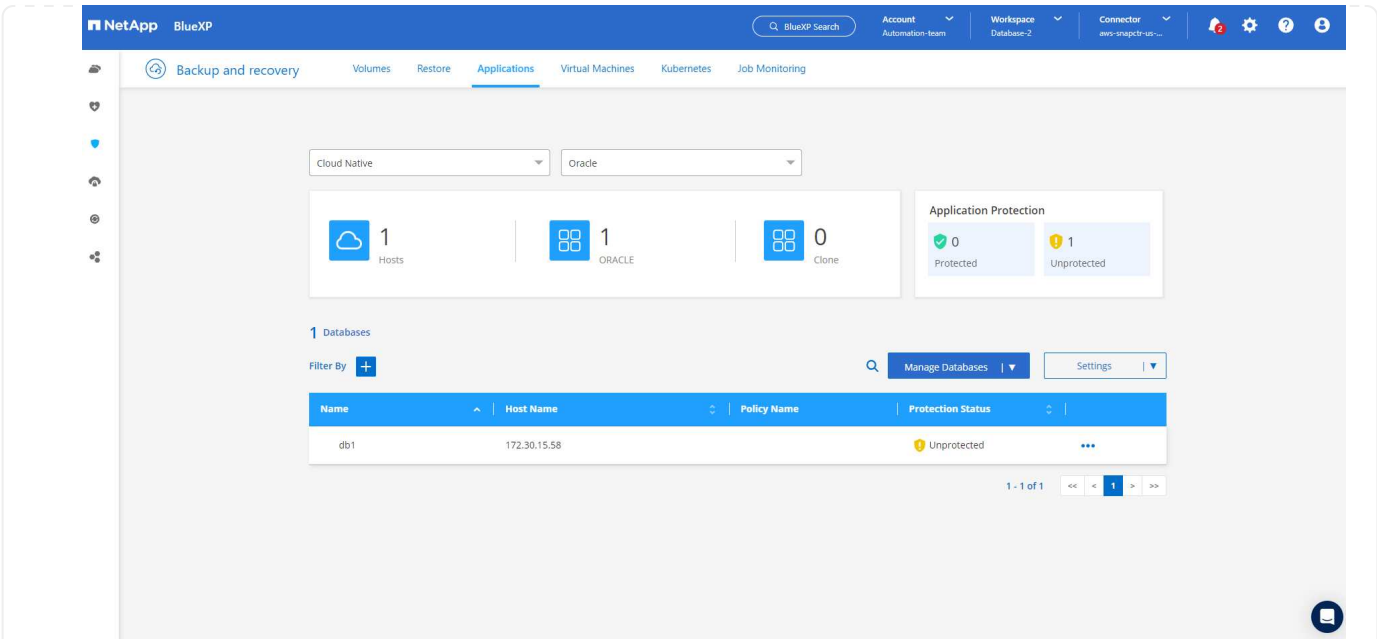 NetApp BlueXP
BlueXP Search
Account
Automation-team
Workspace
Database-2
Connector
aws-snapctr-us-...
2
Backup and recovery
Volumes
Restore
Applications
Virtual Machines
Kubernetes
Job Monitoring
Cloud Native
Oracle
1
Hosts
1
ORACLE
0
Clone
Application Protection
0
Protected
1
Unprotected
1 Databases
Filter By +
Manage Databases
Settings
Name Host Name Policy Name Protection Status
db1 172.30.15.58 Unprotected •••
1 - 1 of 1 << < 1 > >>